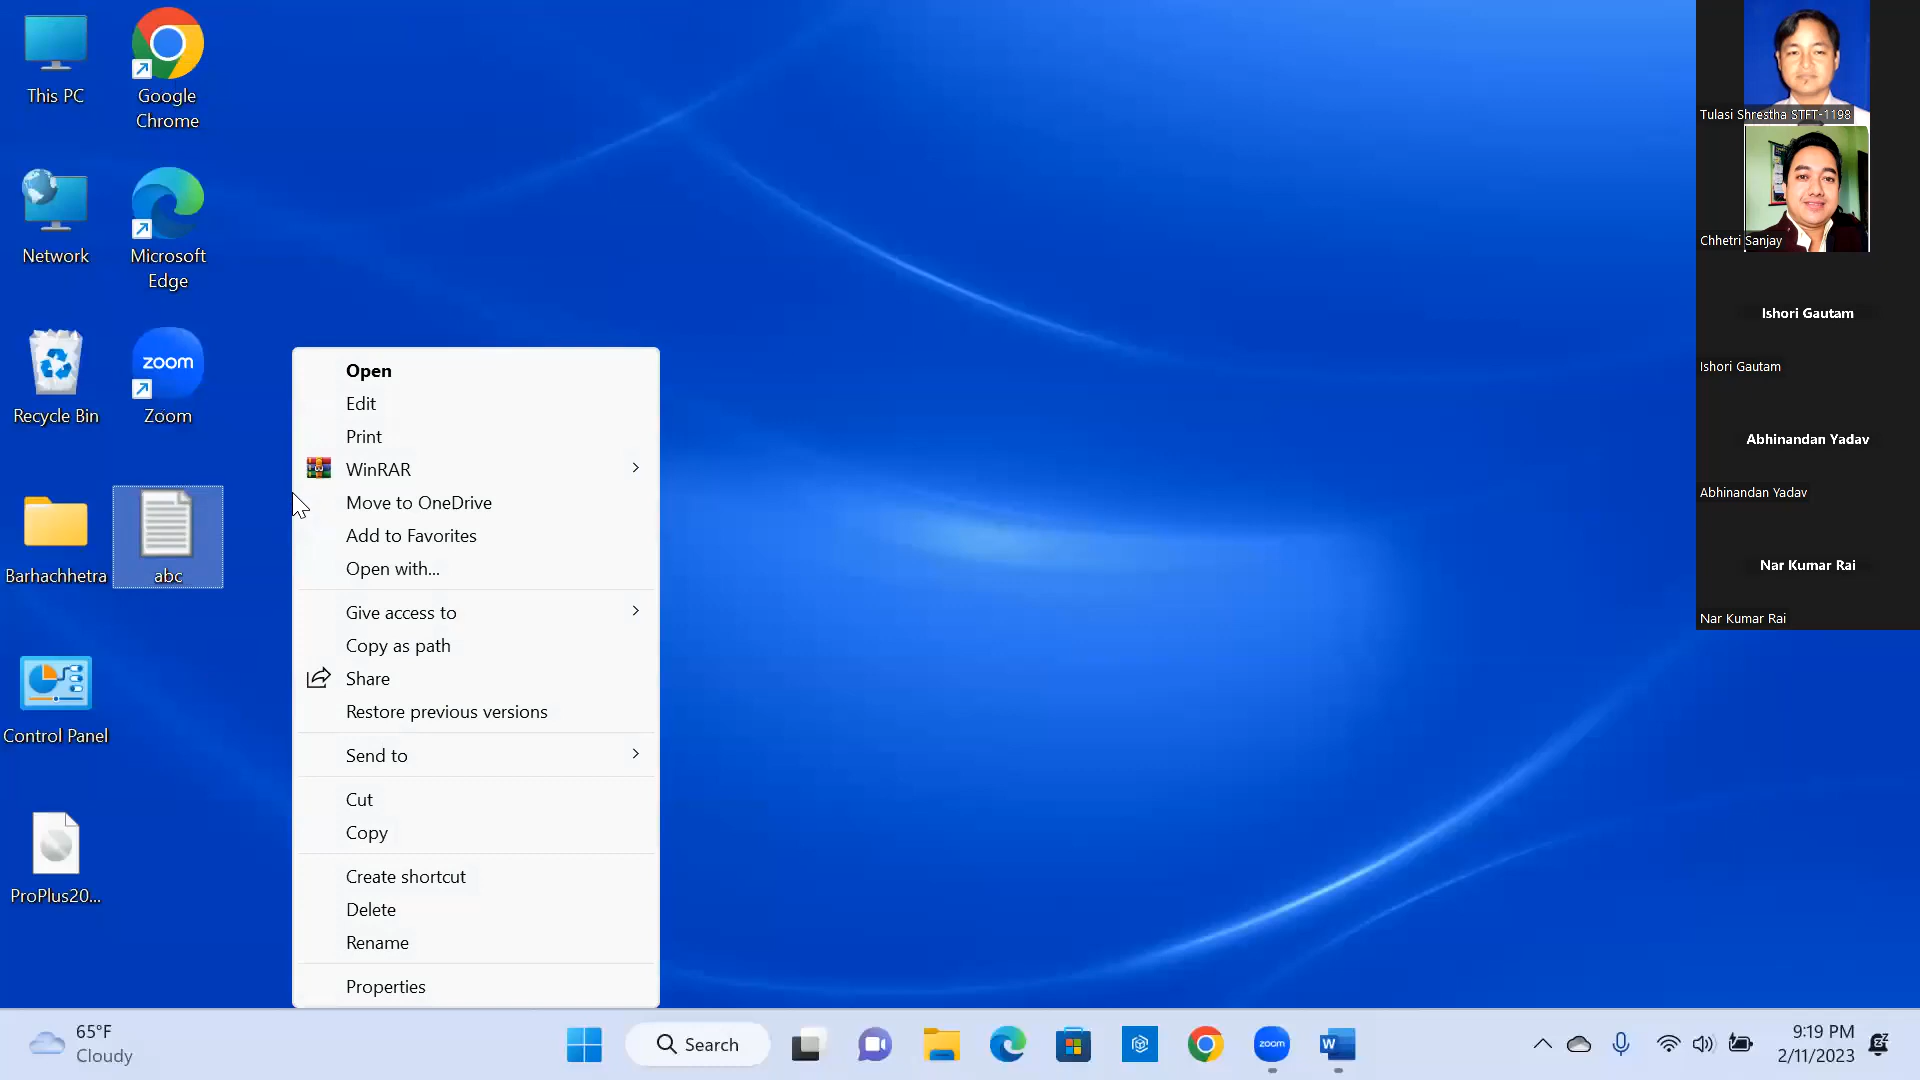 This PC
Google
Chrome
Network
Microsoft
Edge
Recycle Bin
zoom
Zoom
Barhachhetra
abc
Control Panel
ProPlus20...
Open
Edit
Print
WinRAR
Move to OneDrive
Add to Favorites
Open with...
Give access to
Copy as path
Share
Restore previous versions
Send to
Cut
Copy
Create shortcut
Delete
Rename
Properties
Tulasi Shrestha STFT-1198
Chhetri Sanjay
Ishori Gautam
Ishori Gautam
Abhinandan Yadav
Abhinandan Yadav
Nar Kumar Rai
Nar Kumar Rai
65°F
Cloudy
Search
zoom
W
9:19 PM
2/11/2023